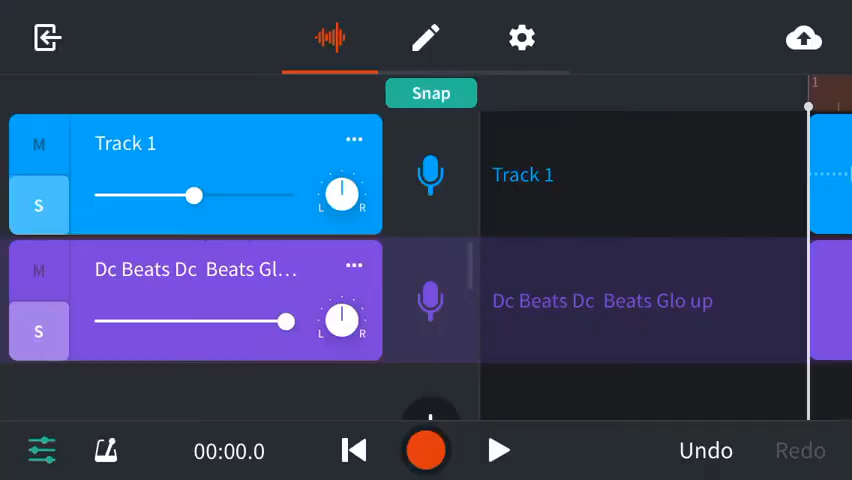 Snap
1
M
Track 1
...
S
L
R
Track 1
M
Dc Beats Dc  Beats Gl...
...
S
L
R
Dc Beats Dc  Beats Glo up
00:00.0
Undo
Redo